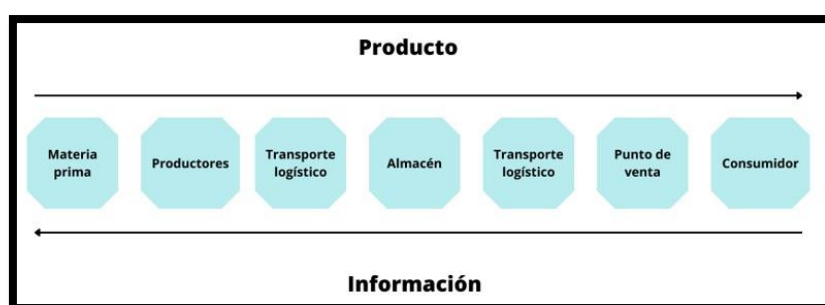 Producto
Materia
prima
Productores
Transporte
logístico
Almacén
Transporte
logístico
Punto de
venta
Consumidor
Información